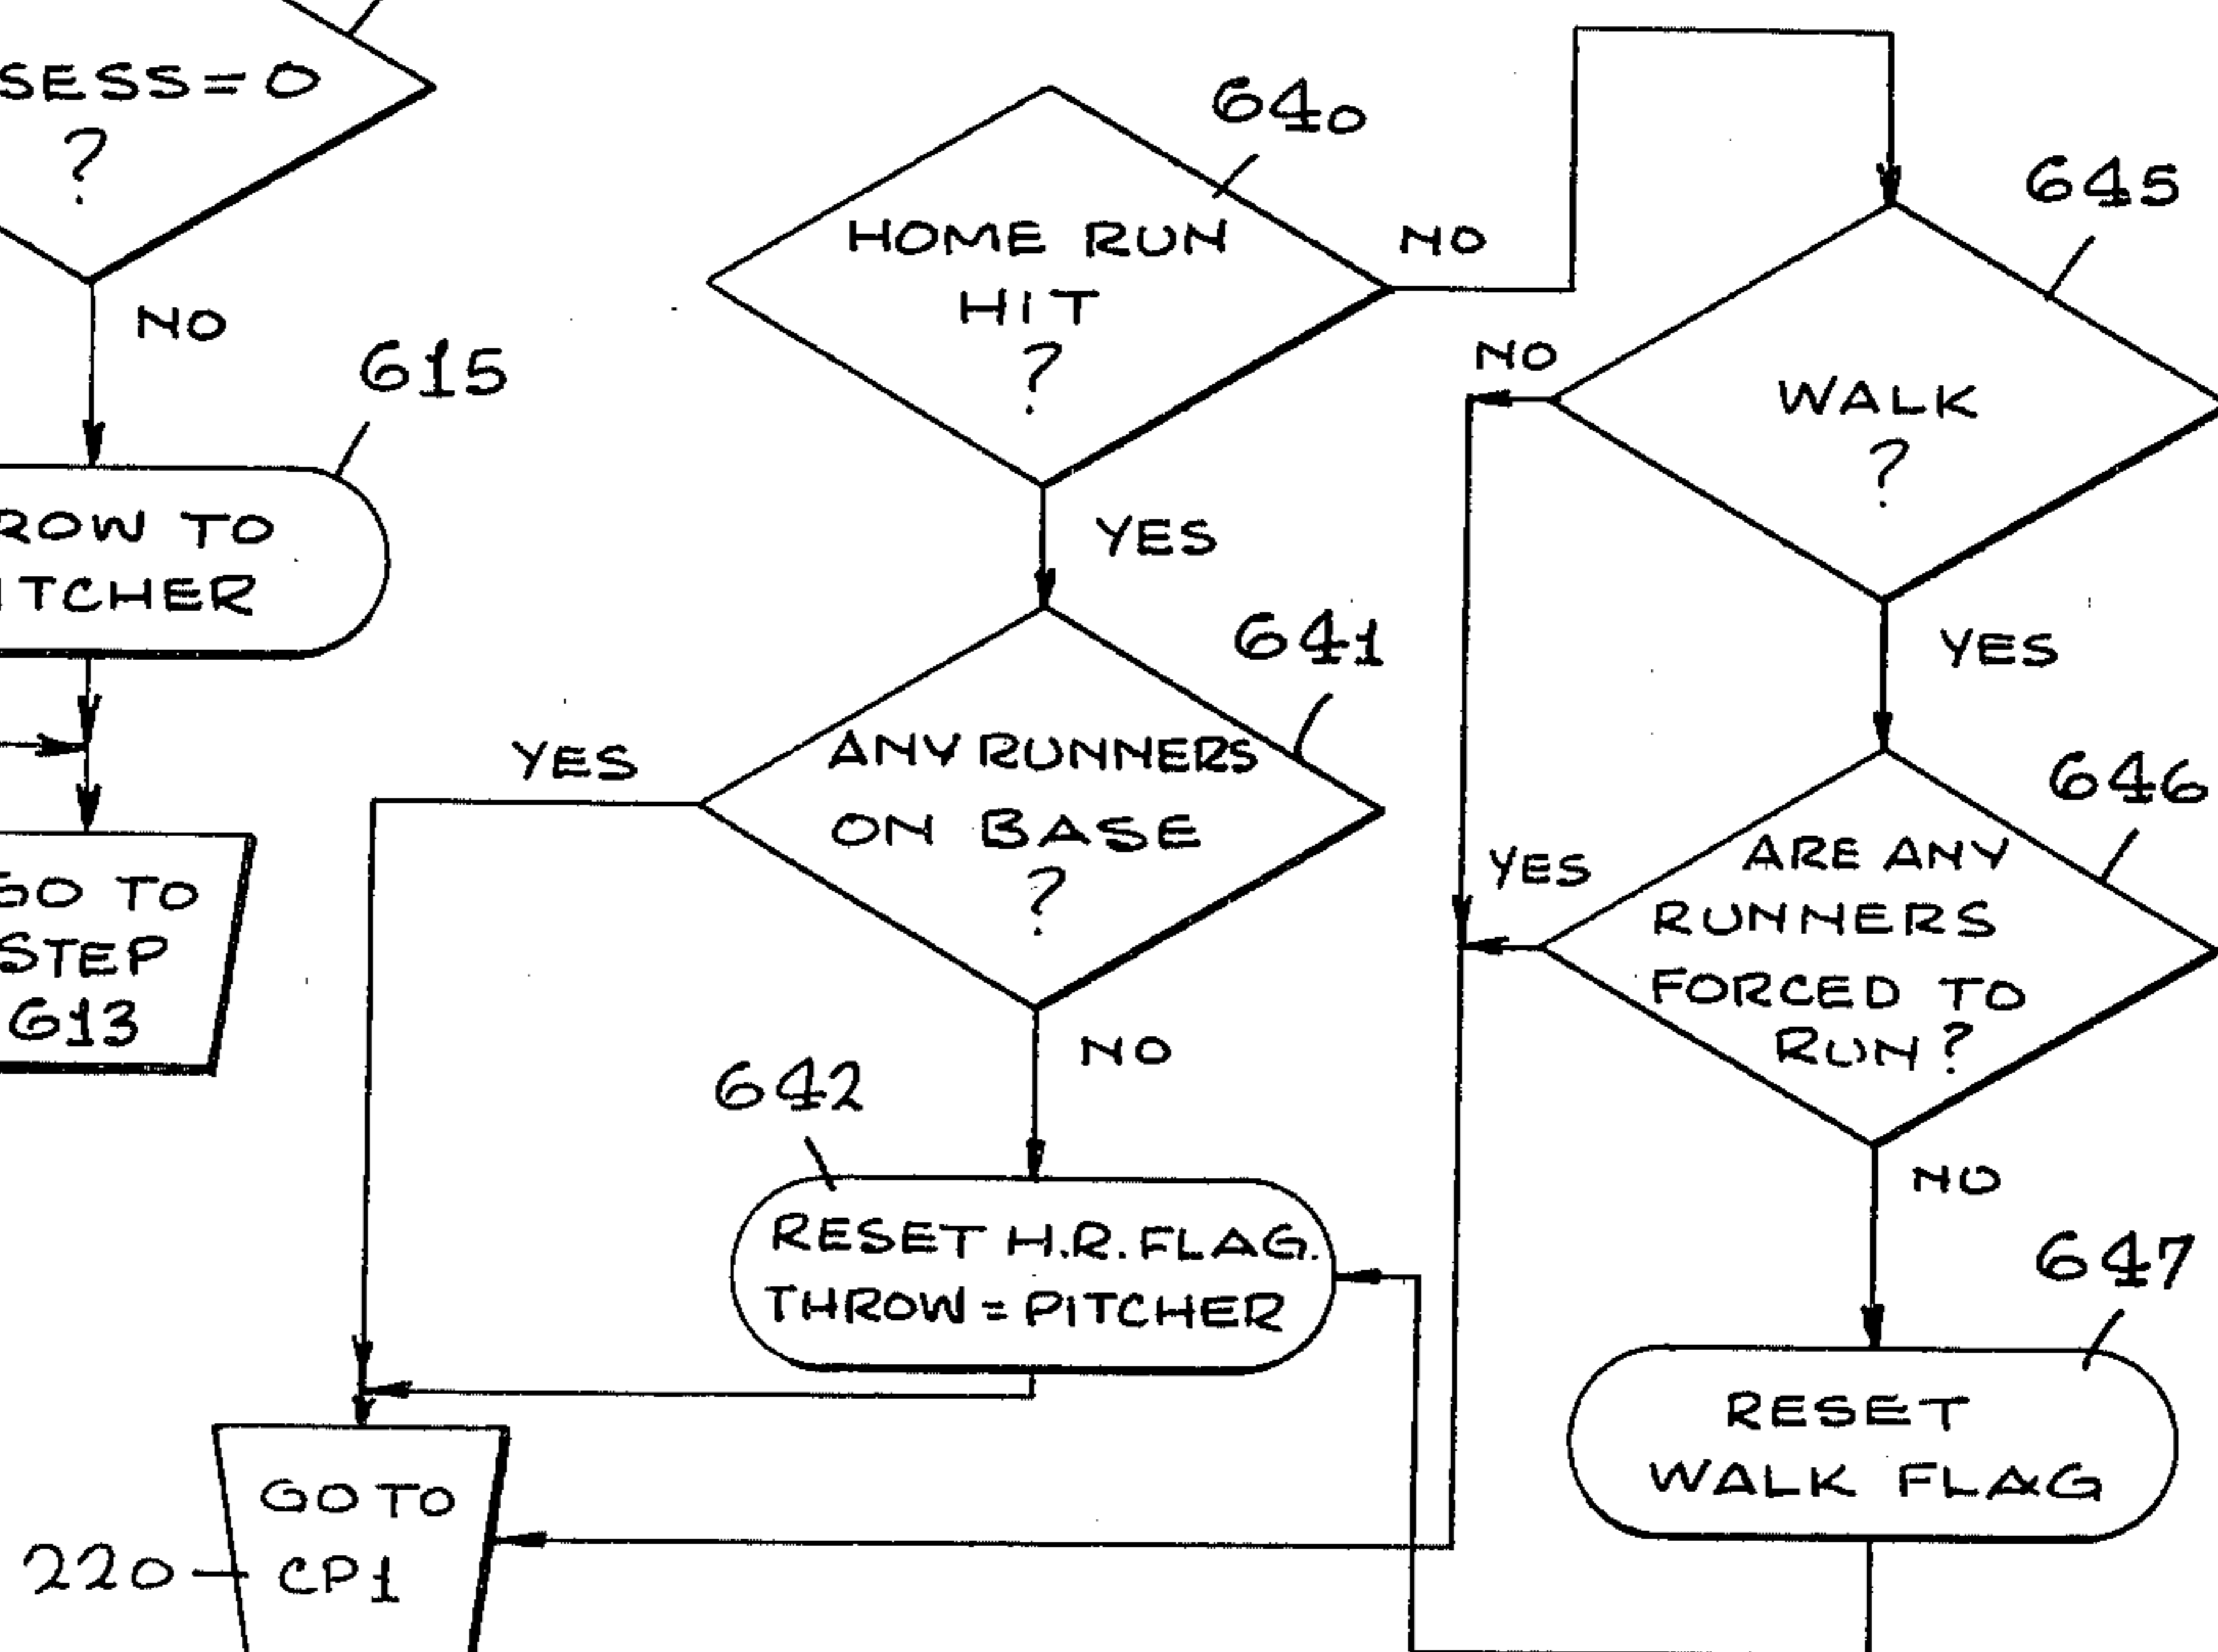 SESS=0
?
NO
615
ROW TO
ITCHER
GO TO
STEP
613
640
HOME RUN
HIT
?
NO
YES
641
ANY RUNNERS
ON BASE
?
YES
NO
642
RESET H.R. FLAG.
THROW = PITCHER
GO TO
CP1
220
645
WALK
?
NO
YES
646
ARE ANY
RUNNERS
FORCED TO
RUN?
YES
NO
647
RESET
WALK FLAG